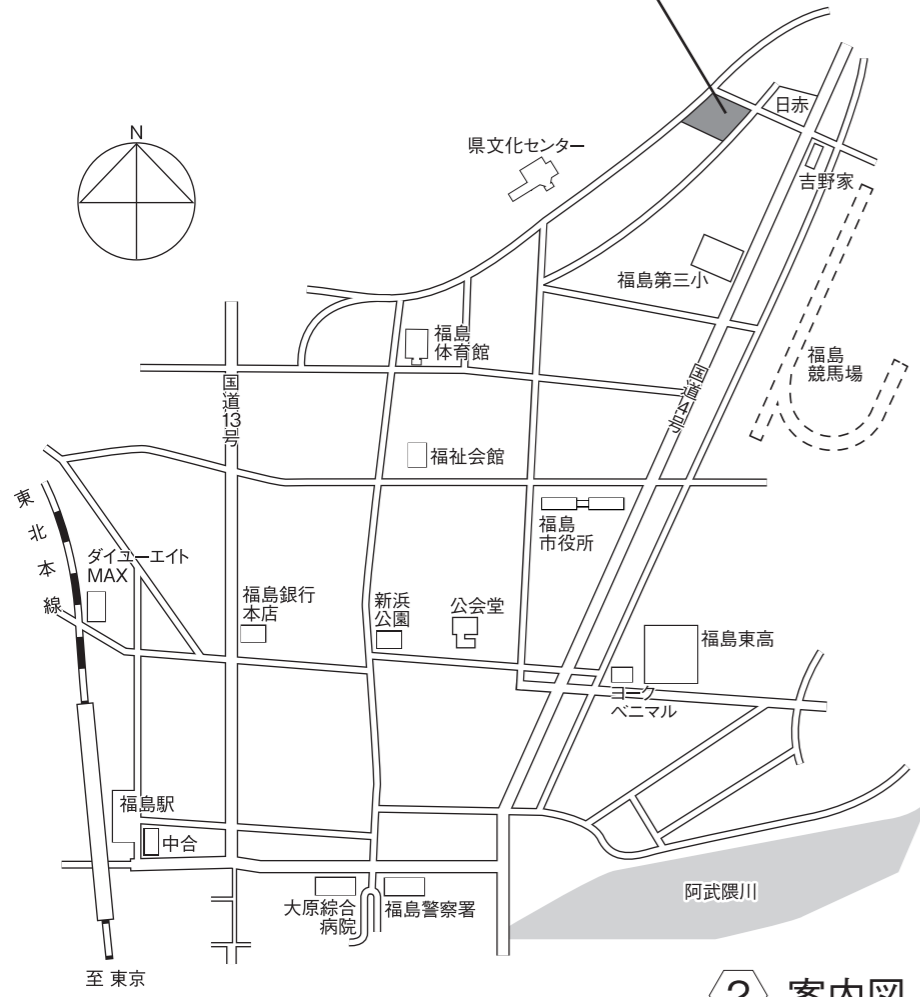 N
日赤
県文化センター
吉野家
福島第三小
福島
体育館
福島
競馬場
国道13号
国道4号
福祉会館
東北本線
ダイユーエイト
MAX
福島
市役所
福島銀行
本店
新浜
公園
公会堂
福島東高
ヨーク
ベニマル
福島駅
中合
阿武隈川
大原綜合
病院
福島警察署
至 東京
2 案内図